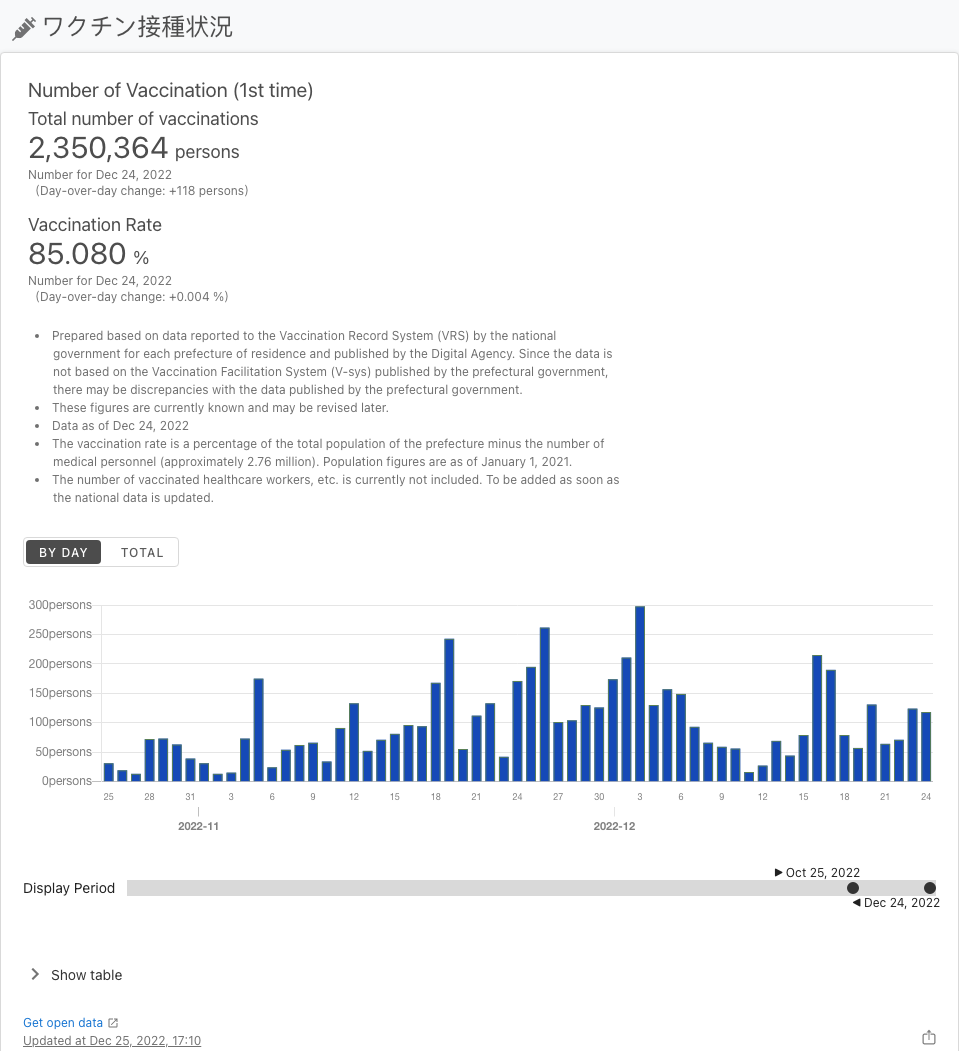 ワクチン接種状況
Number of Vaccination (1st time)
Total number of vaccinations
2,350,364 persons
Number for Dec 24, 2022
(Day-over-day change: +118 persons)
Vaccination Rate
85.080 %
Number for Dec 24, 2022
(Day-over-day change: +0.004 %)
• Prepared based on data reported to the Vaccination Record System (VRS) by the national
government for each prefecture of residence and published by the Digital Agency. Since the data is
not based on the Vaccination Facilitation System (V-sys) published by the prefectural government,
there may be discrepancies with the data published by the prefectural government.
• These figures are currently known and may be revised later.
• Data as of Dec 24, 2022
• The vaccination rate is a percentage of the total population of the prefecture minus the number of
medical personnel (approximately 2.76 million). Population figures are as of January 1, 2021.
• The number of vaccinated healthcare workers, etc. is currently not included. To be added as soon as
the national data is updated.
BY DAY TOTAL
300persons
250persons
200persons
150persons
100persons
50persons
0persons
25 28 31 3 6 9 12 15 18 21 24 27 30 3 6 9 12 15 18 21 24
2022-11 2022-12
Oct 25, 2022
Display Period
Dec 24, 2022
Show table
Get open data
Updated at Dec 25, 2022, 17:10